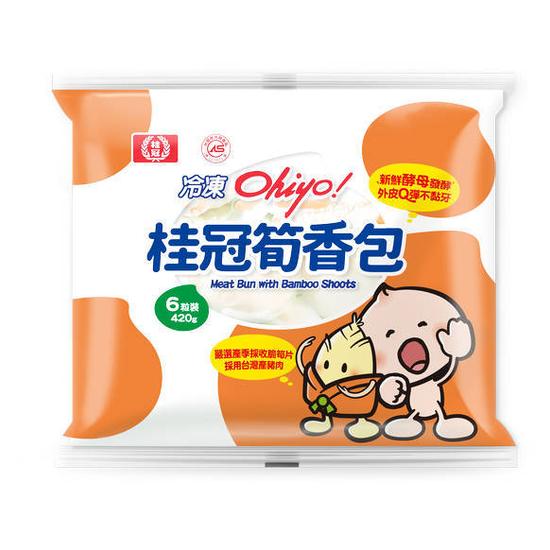 桂冠
冷凍 Ohiyo!
新鮮酵母發酵
外皮Q彈不黏牙
桂冠筍香包
Meat Bun with Bamboo Shoots
6粒裝
420g
嚴選產季採收脆筍片
採用台灣產豬肉